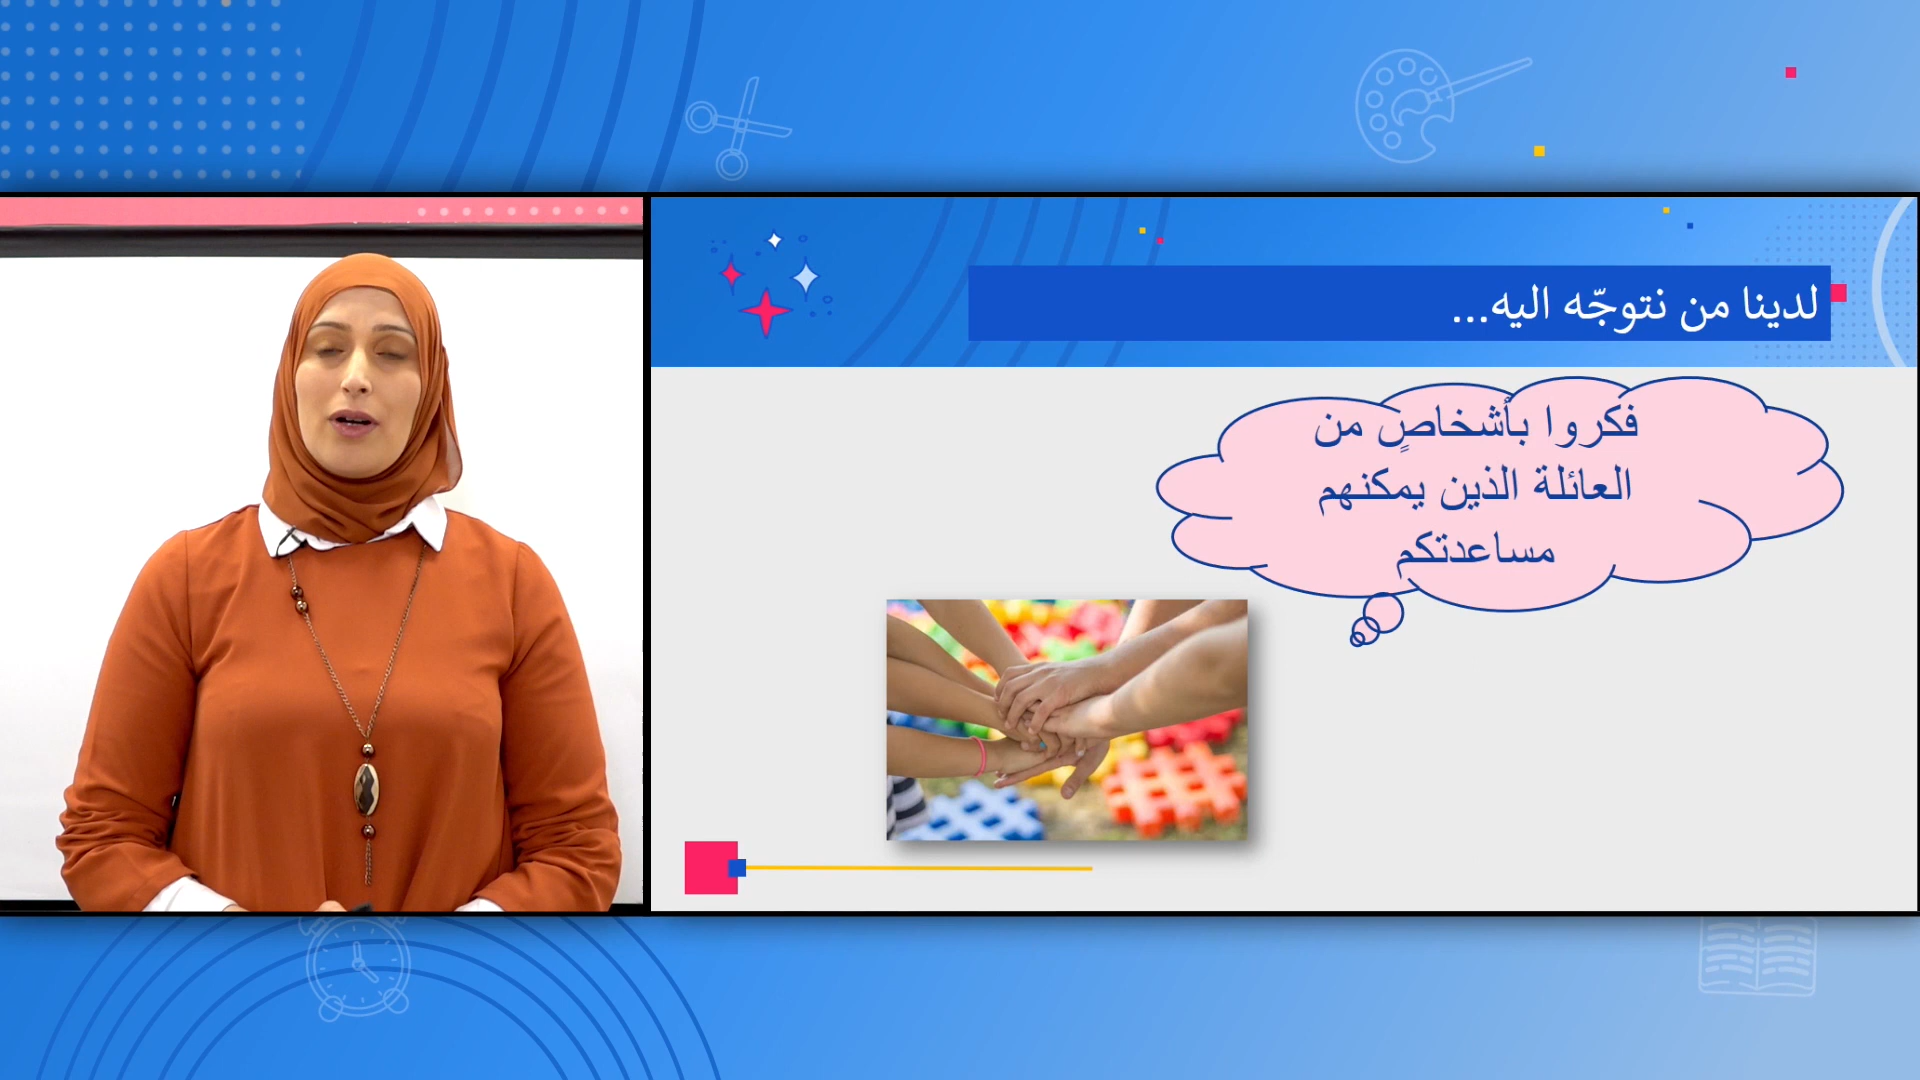 لدينا من نتوجّه اليه...
فكروا بأشخاصٍ من
العائلة الذين يمكنهم
مساعدتكم